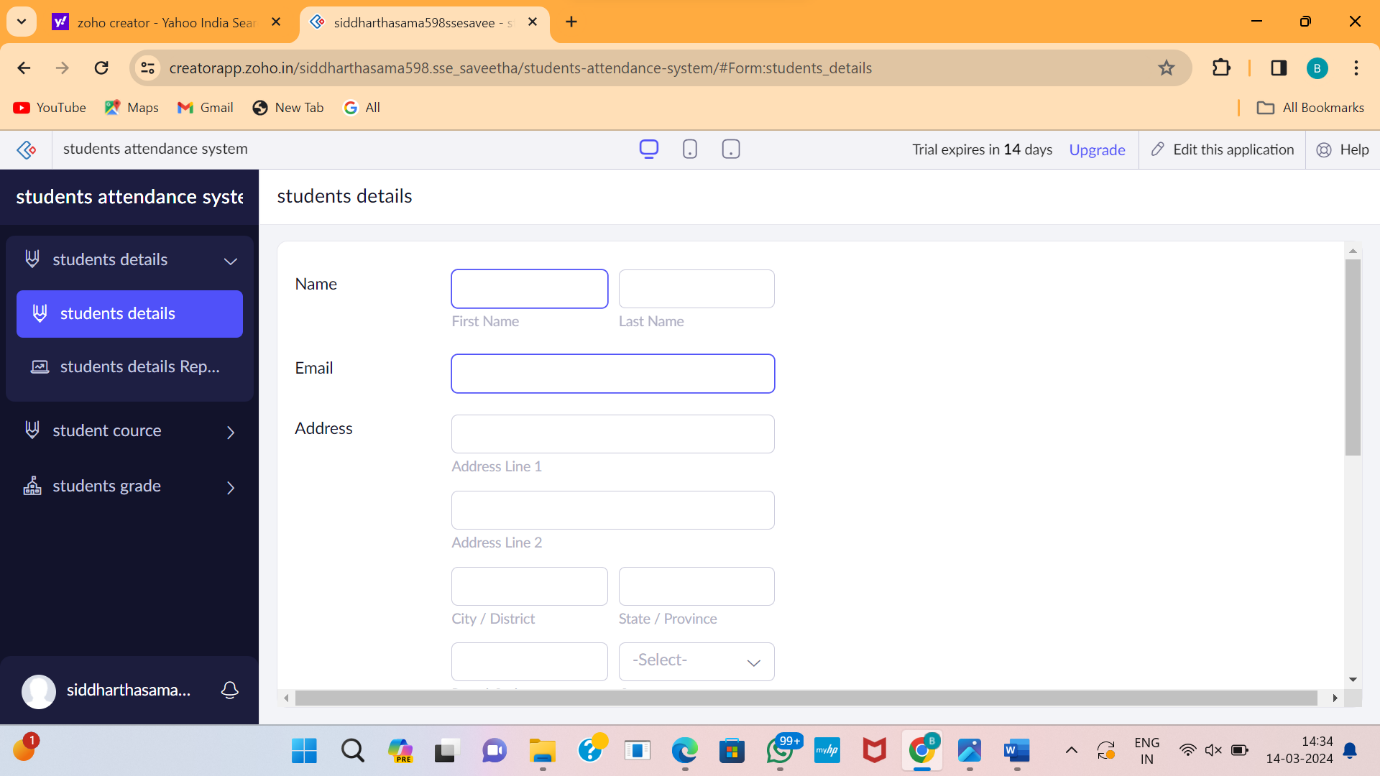 zoho creator - Yahoo India Sear
siddharthasama598ssesavee - s
creatorapp.zoho.in/siddharthasama598.sse_saveetha/students-attendance-system/#Form:students_details
B
YouTube
Maps
Gmail
New Tab
All
All Bookmarks
students attendance system
Trial expires in 14 days
Upgrade
Edit this application
Help
students attendance syste
students details
students details
Name
First Name
Last Name
students details
Email
students details Rep...
Address
Address Line 1
student cource
students grade
Address Line 2
City / District
State / Province
-Select-
siddharthasama...
1
PRE
99+
myhp
B
W
ENG
IN
14:34
14-03-2024